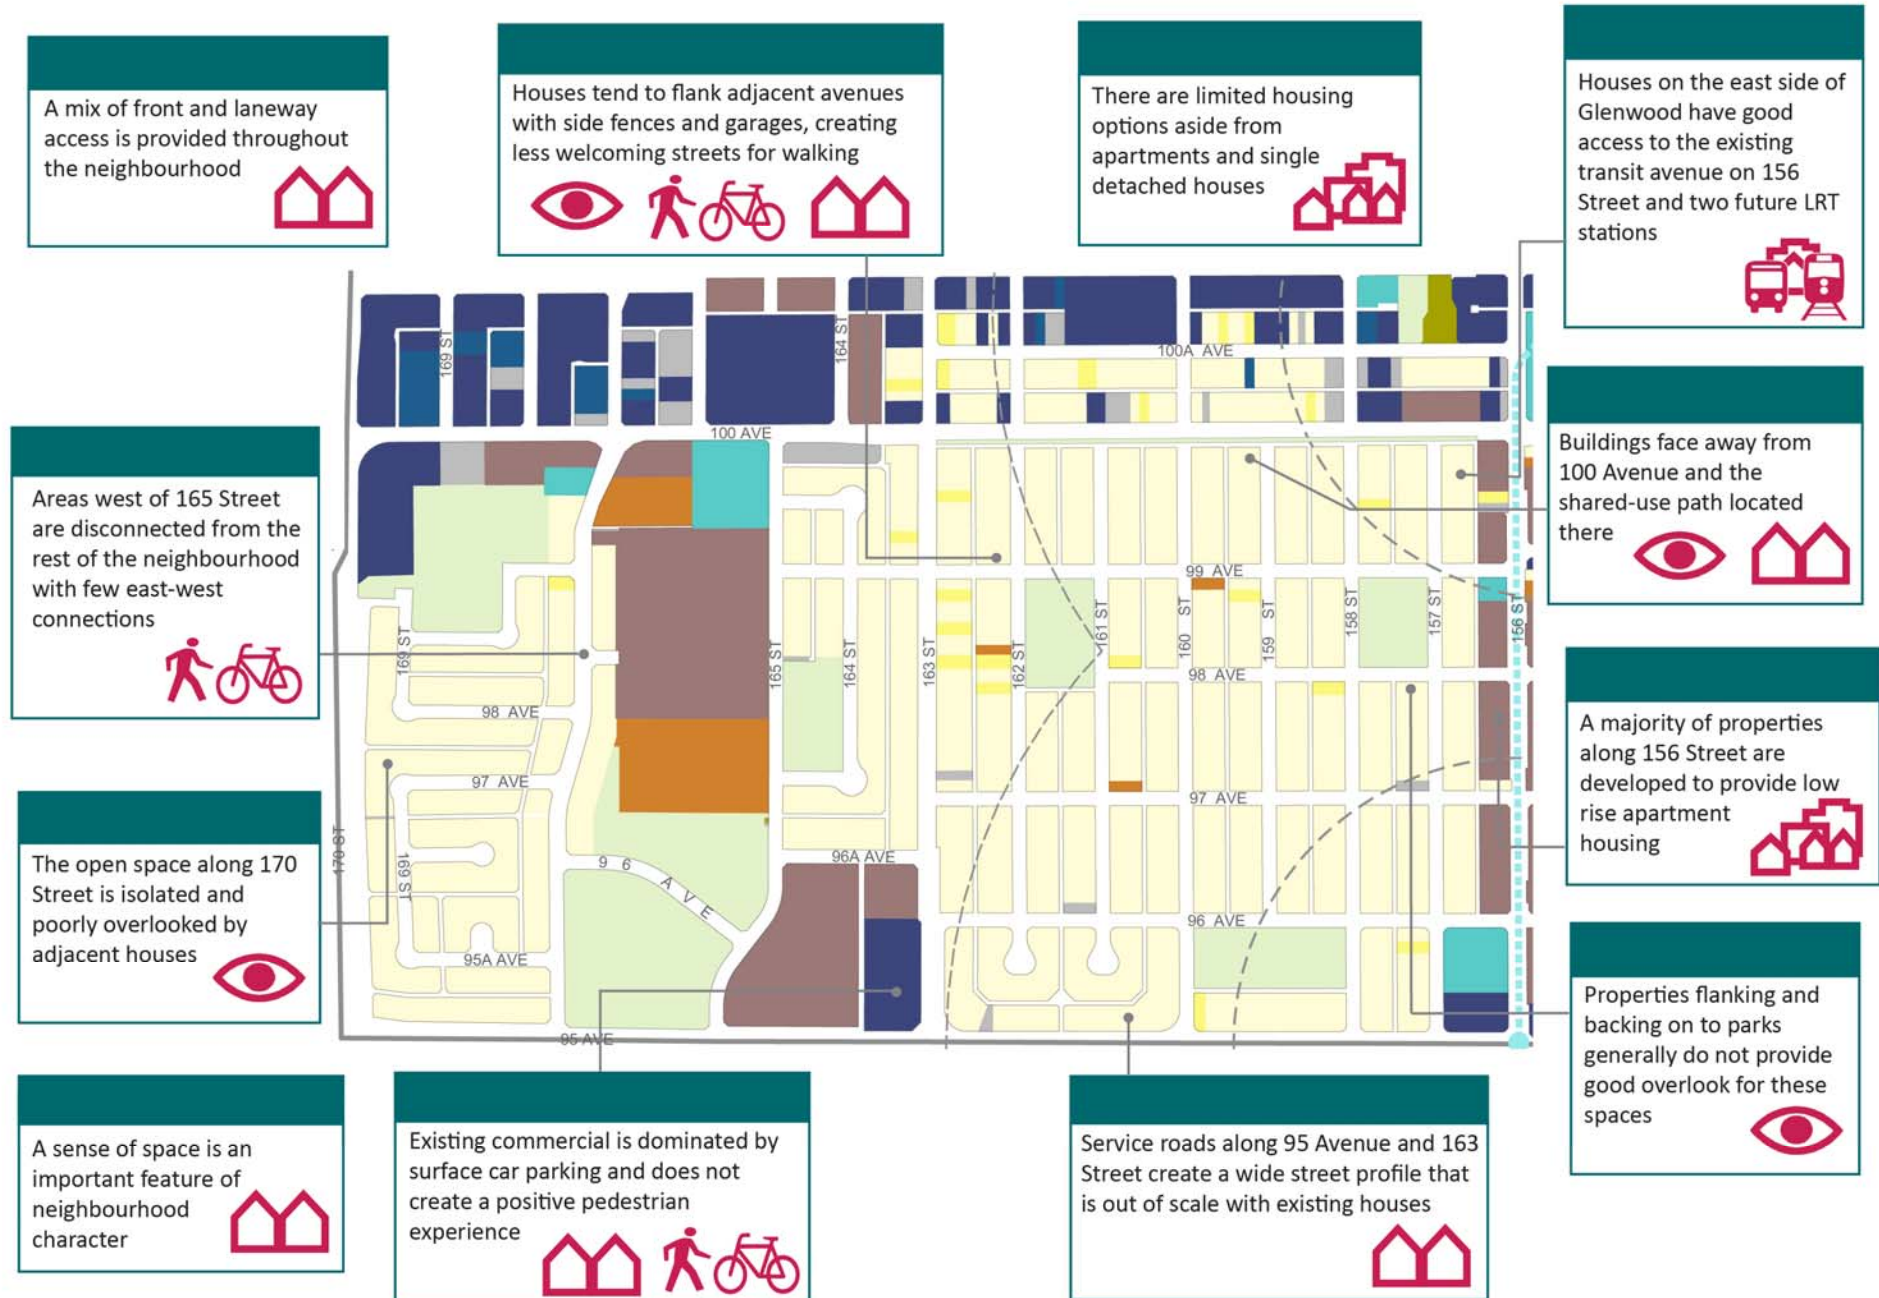 A mix of front and laneway
access is provided throughout
the neighbourhood
Houses tend to flank adjacent avenues
with side fences and garages, creating
less welcoming streets for walking
There are limited housing
options aside from
apartments and single
detached houses
Houses on the east side of
Glenwood have good
access to the existing
transit avenue on 156
Street and two future LRT
stations
Areas west of 165 Street
are disconnected from the
rest of the neighbourhood
with few east-west
connections
Buildings face away from
100 Avenue and the
shared-use path located
there
The open space along 170
Street is isolated and
poorly overlooked by
adjacent houses
A majority of properties
along 156 Street are
developed to provide low
rise apartment
housing
A sense of space is an
important feature of
neighbourhood
character
Existing commercial is dominated by
surface car parking and does not
create a positive pedestrian
experience
Service roads along 95 Avenue and 163
Street create a wide street profile that
is out of scale with existing houses
Properties flanking and
backing on to parks
generally do not provide
good overlook for these
spaces
169 ST
164 ST
100A AVE
100 AVE
99 AVE
169 ST
165 ST
164 ST
163 ST
162 ST
161 ST
160 ST
159 ST
158 ST
157 ST
156 ST
98 AVE
98 AVE
97 AVE
97 AVE
170 ST
169 ST
96 AVE
96A AVE
96 AVE
95A AVE
95 AVE